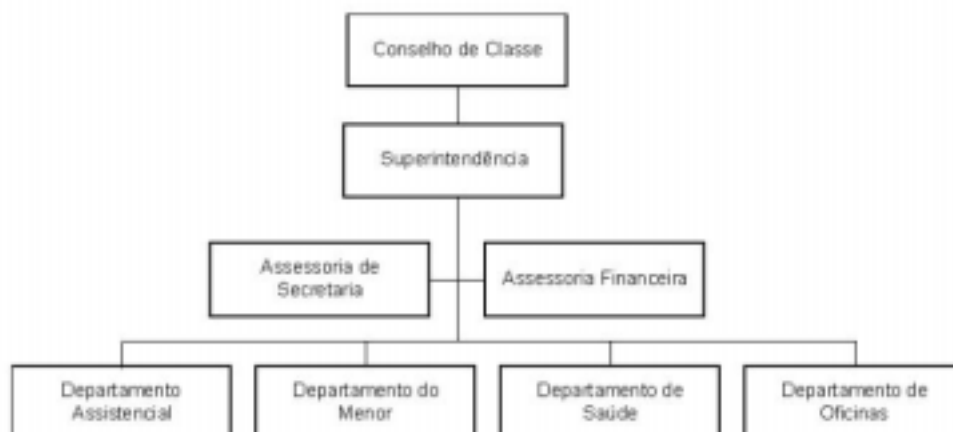 Conselho de Classe
Superintendência
Assessoria de
Secretaria
Assessoria Financeira
Departamento
Assistencial
Departamento do
Menor
Departamento de
Saúde
Departamento de
Oficinas